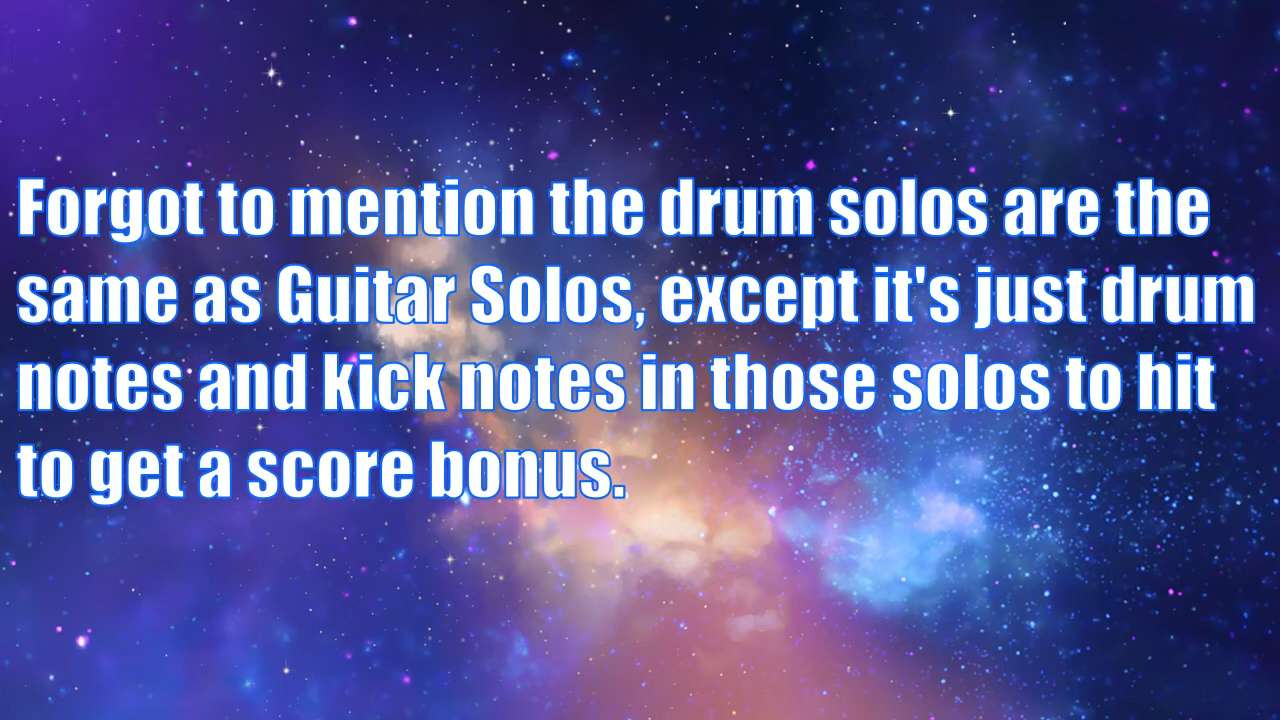 Forgot to mention the drum solos are the
same as Guitar Solos, except it's just drum
notes and kick notes in those solos to hit
to get a score bonus.